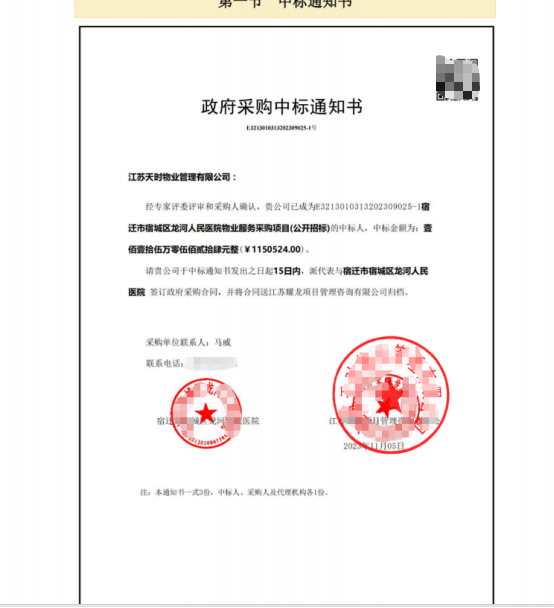 第一节　中标通知书
政府采购中标通知书
E3213010313202309025-1号
江苏天时物业管理有限公司：
经专家评委评审和采购人确认，贵公司已成为E3213010313202309025-1宿
迁市宿城区龙河人民医院物业服务采购项目(公开招标)的中标人，中标金额为：壹
佰壹拾伍万零伍佰贰拾肆元整(￥1150524.00)。
请贵公司于中标通知书发出之日起15日内，派代表与宿迁市宿城区龙河人民
医院 签订政府采购合同，并将合同送江苏耀龙项目管理咨询有限公司归档。
采购单位联系人：马威
联系电话：
宿迁 医院
江 项目管理
2023年11月05日
注：本通知书一式3份，中标人、采购人及代理机构各1份。